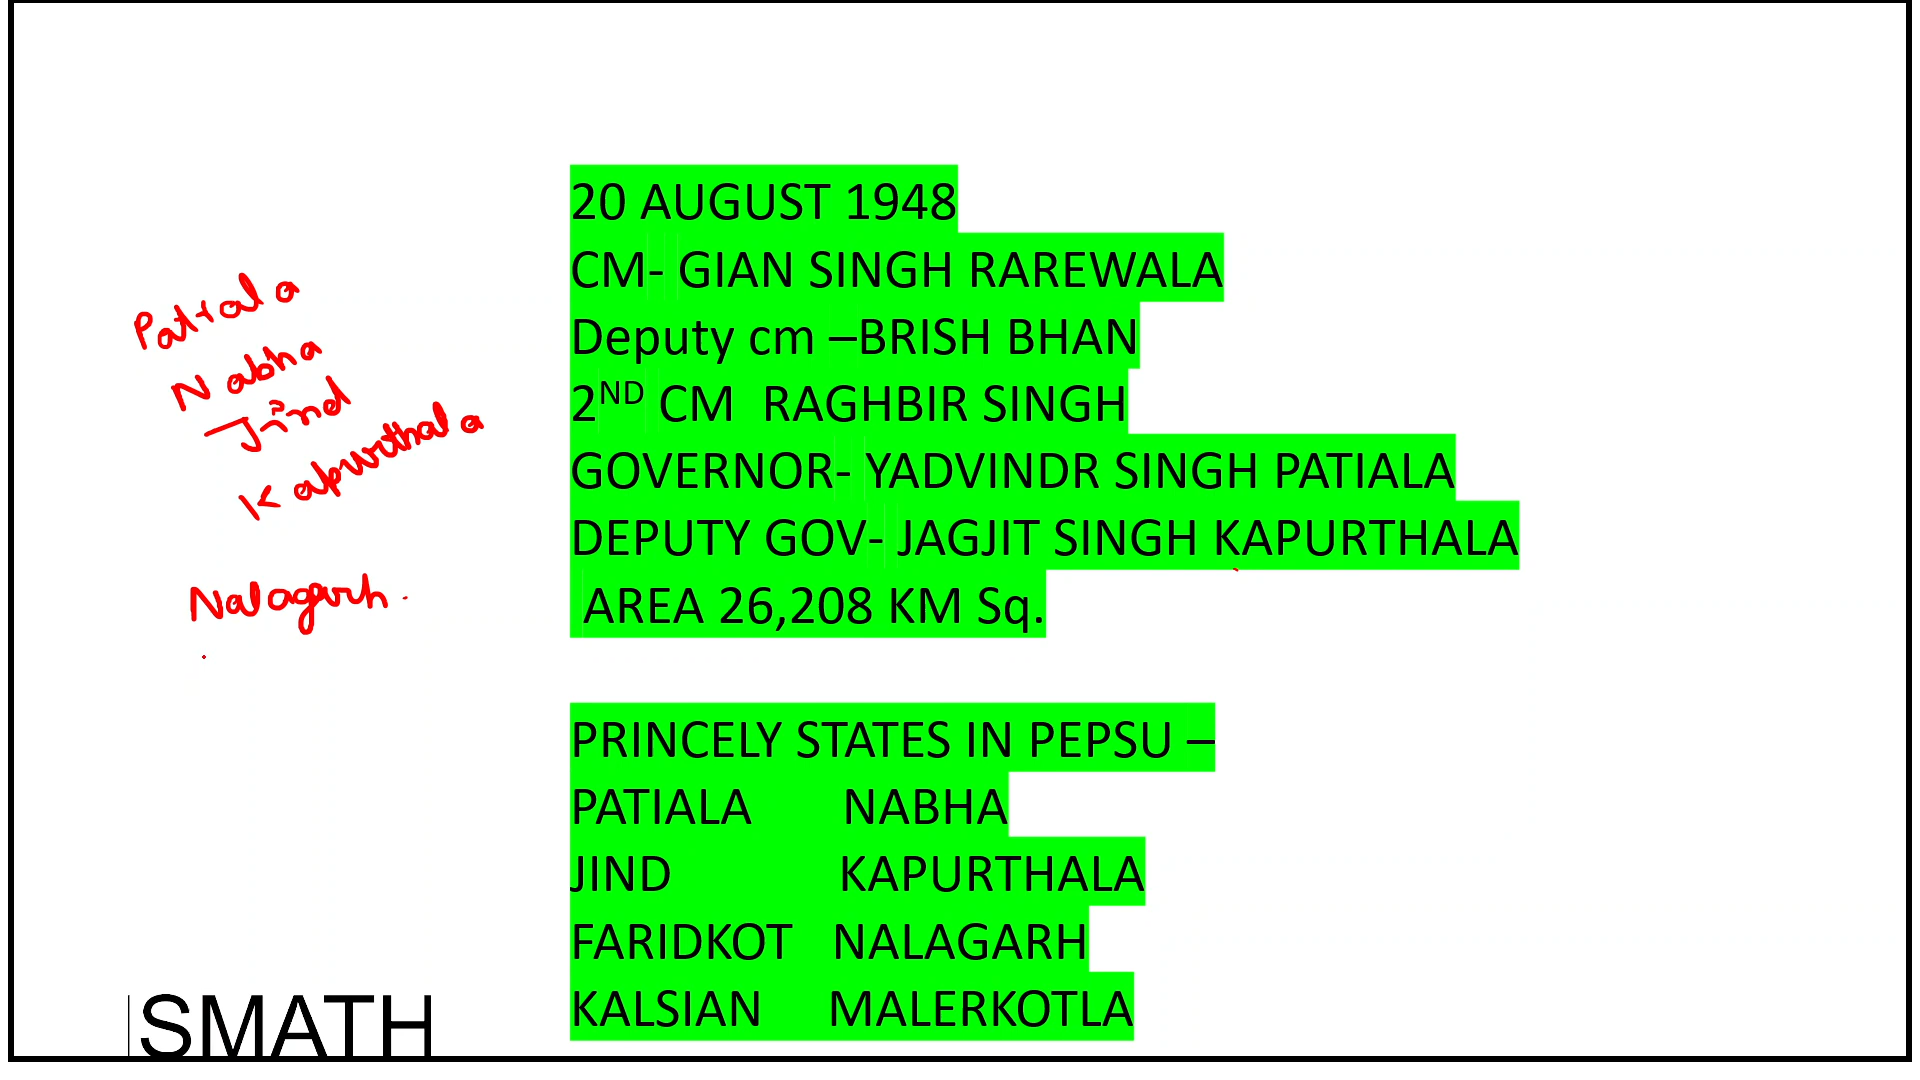 20 AUGUST 1948
CM- GIAN SINGH RAREWALA
Deputy cm –BRISH BHAN
2ND CM RAGHBIR SINGH
GOVERNOR- YADVINDR SINGH PATIALA
DEPUTY GOV- JAGJIT SINGH KAPURTHALA
AREA 26,208 KM Sq.
PRINCELY STATES IN PEPSU –
PATIALA NABHA
JIND KAPURTHALA
FARIDKOT NALAGARH
KALSIAN MALERKOTLA
Patiala
Nabha
Jind
Kapurthala
Nalagarh
SMATH